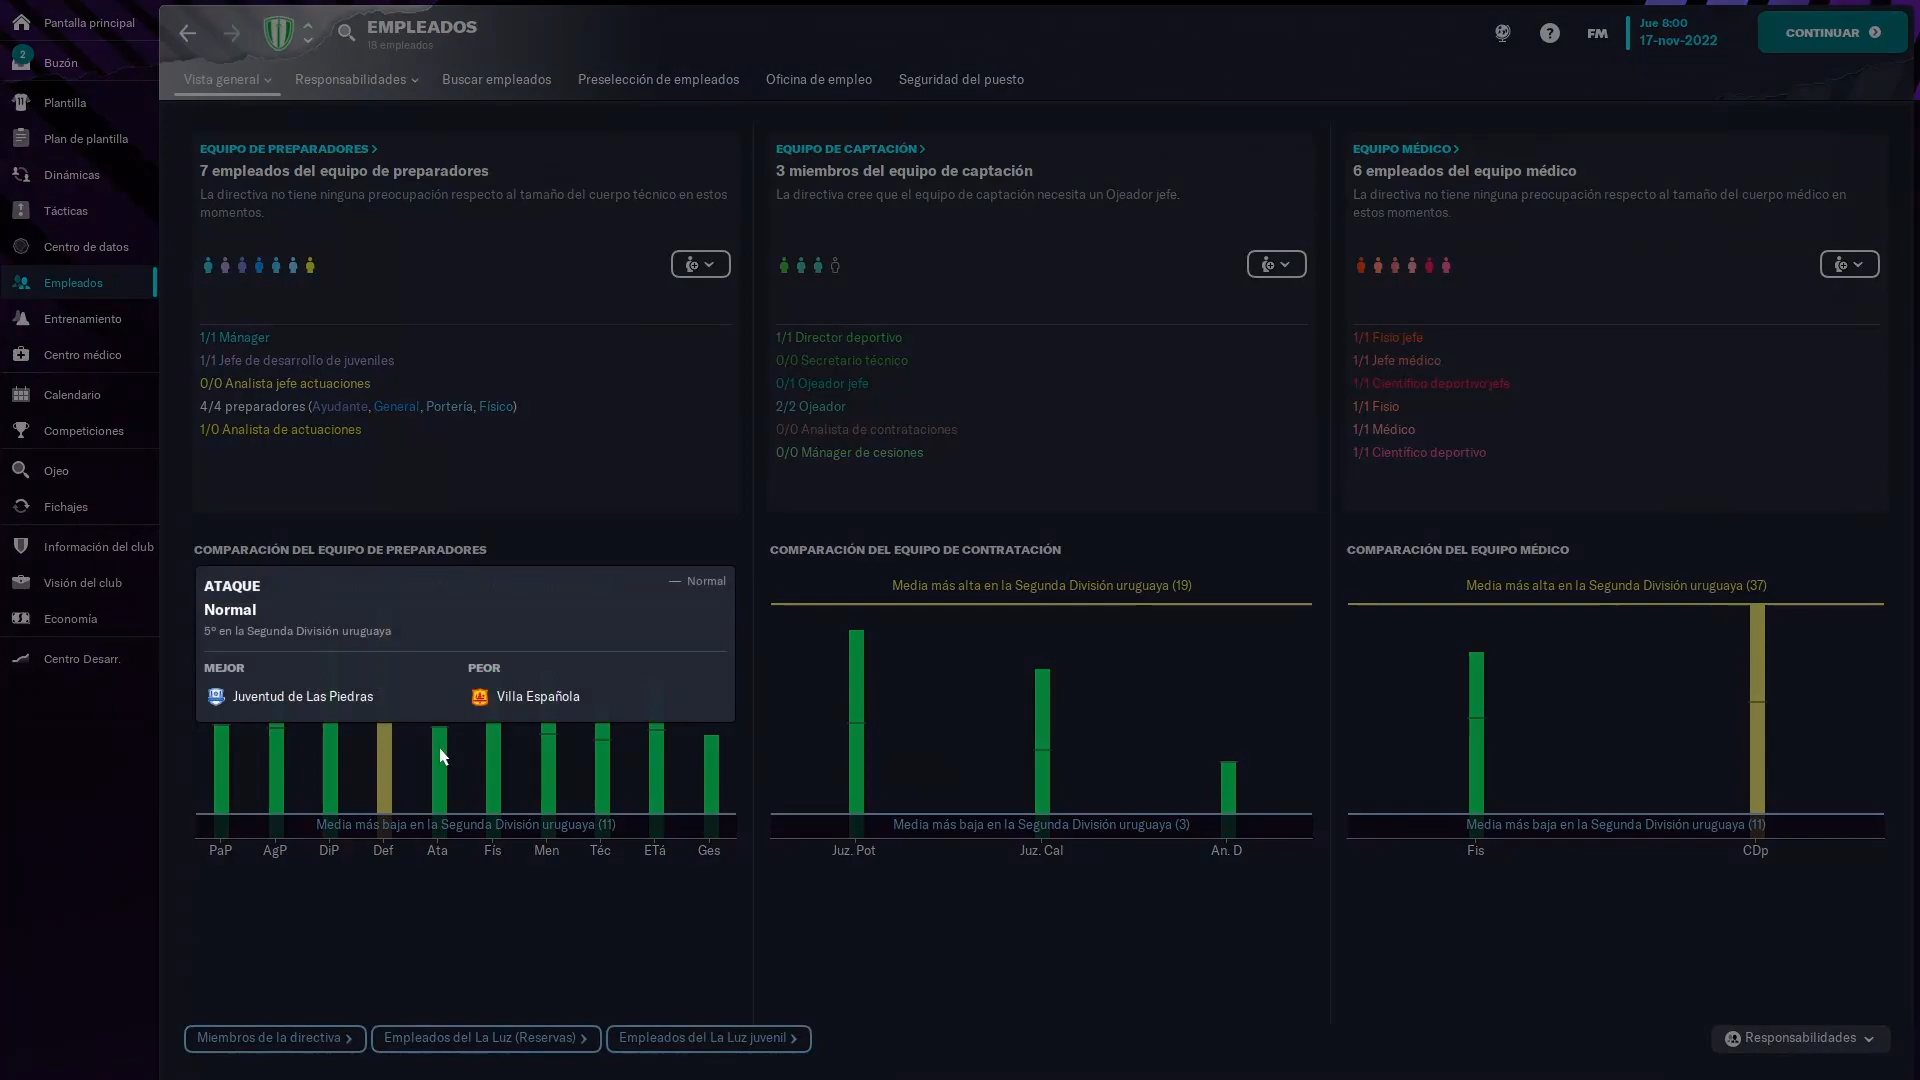 Pantalla principal
2
Buzón
Plantilla
Plan de plantilla
Dinámicas
Tácticas
Centro de datos
Empleados
Entrenamiento
Centro médico
Calendario
Competiciones
Ojeo
Fichajes
Información del club
Visión del club
Economía
Centro Desarr.
EMPLEADOS
18 empleados
?
FM
Jue 8:00
17-nov-2022
CONTINUAR
Vista general
Responsabilidades
Buscar empleados
Preselección de empleados
Oficina de empleo
Seguridad del puesto
EQUIPO DE PREPARADORES >
7 empleados del equipo de preparadores
La directiva no tiene ninguna preocupación respecto al tamaño del cuerpo técnico en estos
momentos.
1/1 Mánager
1/1 Jefe de desarrollo de juveniles
0/0 Analista jefe actuaciones
4/4 preparadores (Ayudante, General, Portería, Físico)
1/0 Analista de actuaciones
EQUIPO DE CAPTACIÓN >
3 miembros del equipo de captación
La directiva cree que el equipo de captación necesita un Ojeador jefe.
1/1 Director deportivo
0/0 Secretario técnico
0/1 Ojeador jefe
2/2 Ojeador
0/0 Analista de contrataciones
0/0 Mánager de cesiones
EQUIPO MÉDICO >
6 empleados del equipo médico
La directiva no tiene ninguna preocupación respecto al tamaño del cuerpo médico en
estos momentos.
1/1 Fisio jefe
1/1 Jefe médico
1/1 Científico deportivo jefe
1/1 Fisio
1/1 Médico
1/1 Científico deportivo
COMPARACIÓN DEL EQUIPO DE PREPARADORES
ATAQUE
Normal
Normal
5º en la Segunda División uruguaya
MEJOR
PEOR
Juventud de Las Piedras
Villa Española
Media más baja en la Segunda División uruguaya (11)
PaP
AgP
DiP
Def
Ata
Fís
Men
Téc
ETá
Ges
COMPARACIÓN DEL EQUIPO DE CONTRATACIÓN
Media más alta en la Segunda División uruguaya (19)
Media más baja en la Segunda División uruguaya (3)
Juz. Pot
Juz. Cal
An. D
COMPARACIÓN DEL EQUIPO MÉDICO
Media más alta en la Segunda División uruguaya (37)
Media más baja en la Segunda División uruguaya (11)
Fis
CDp
Miembros de la directiva >
Empleados del La Luz (Reservas) >
Empleados del La Luz juvenil >
Responsabilidades